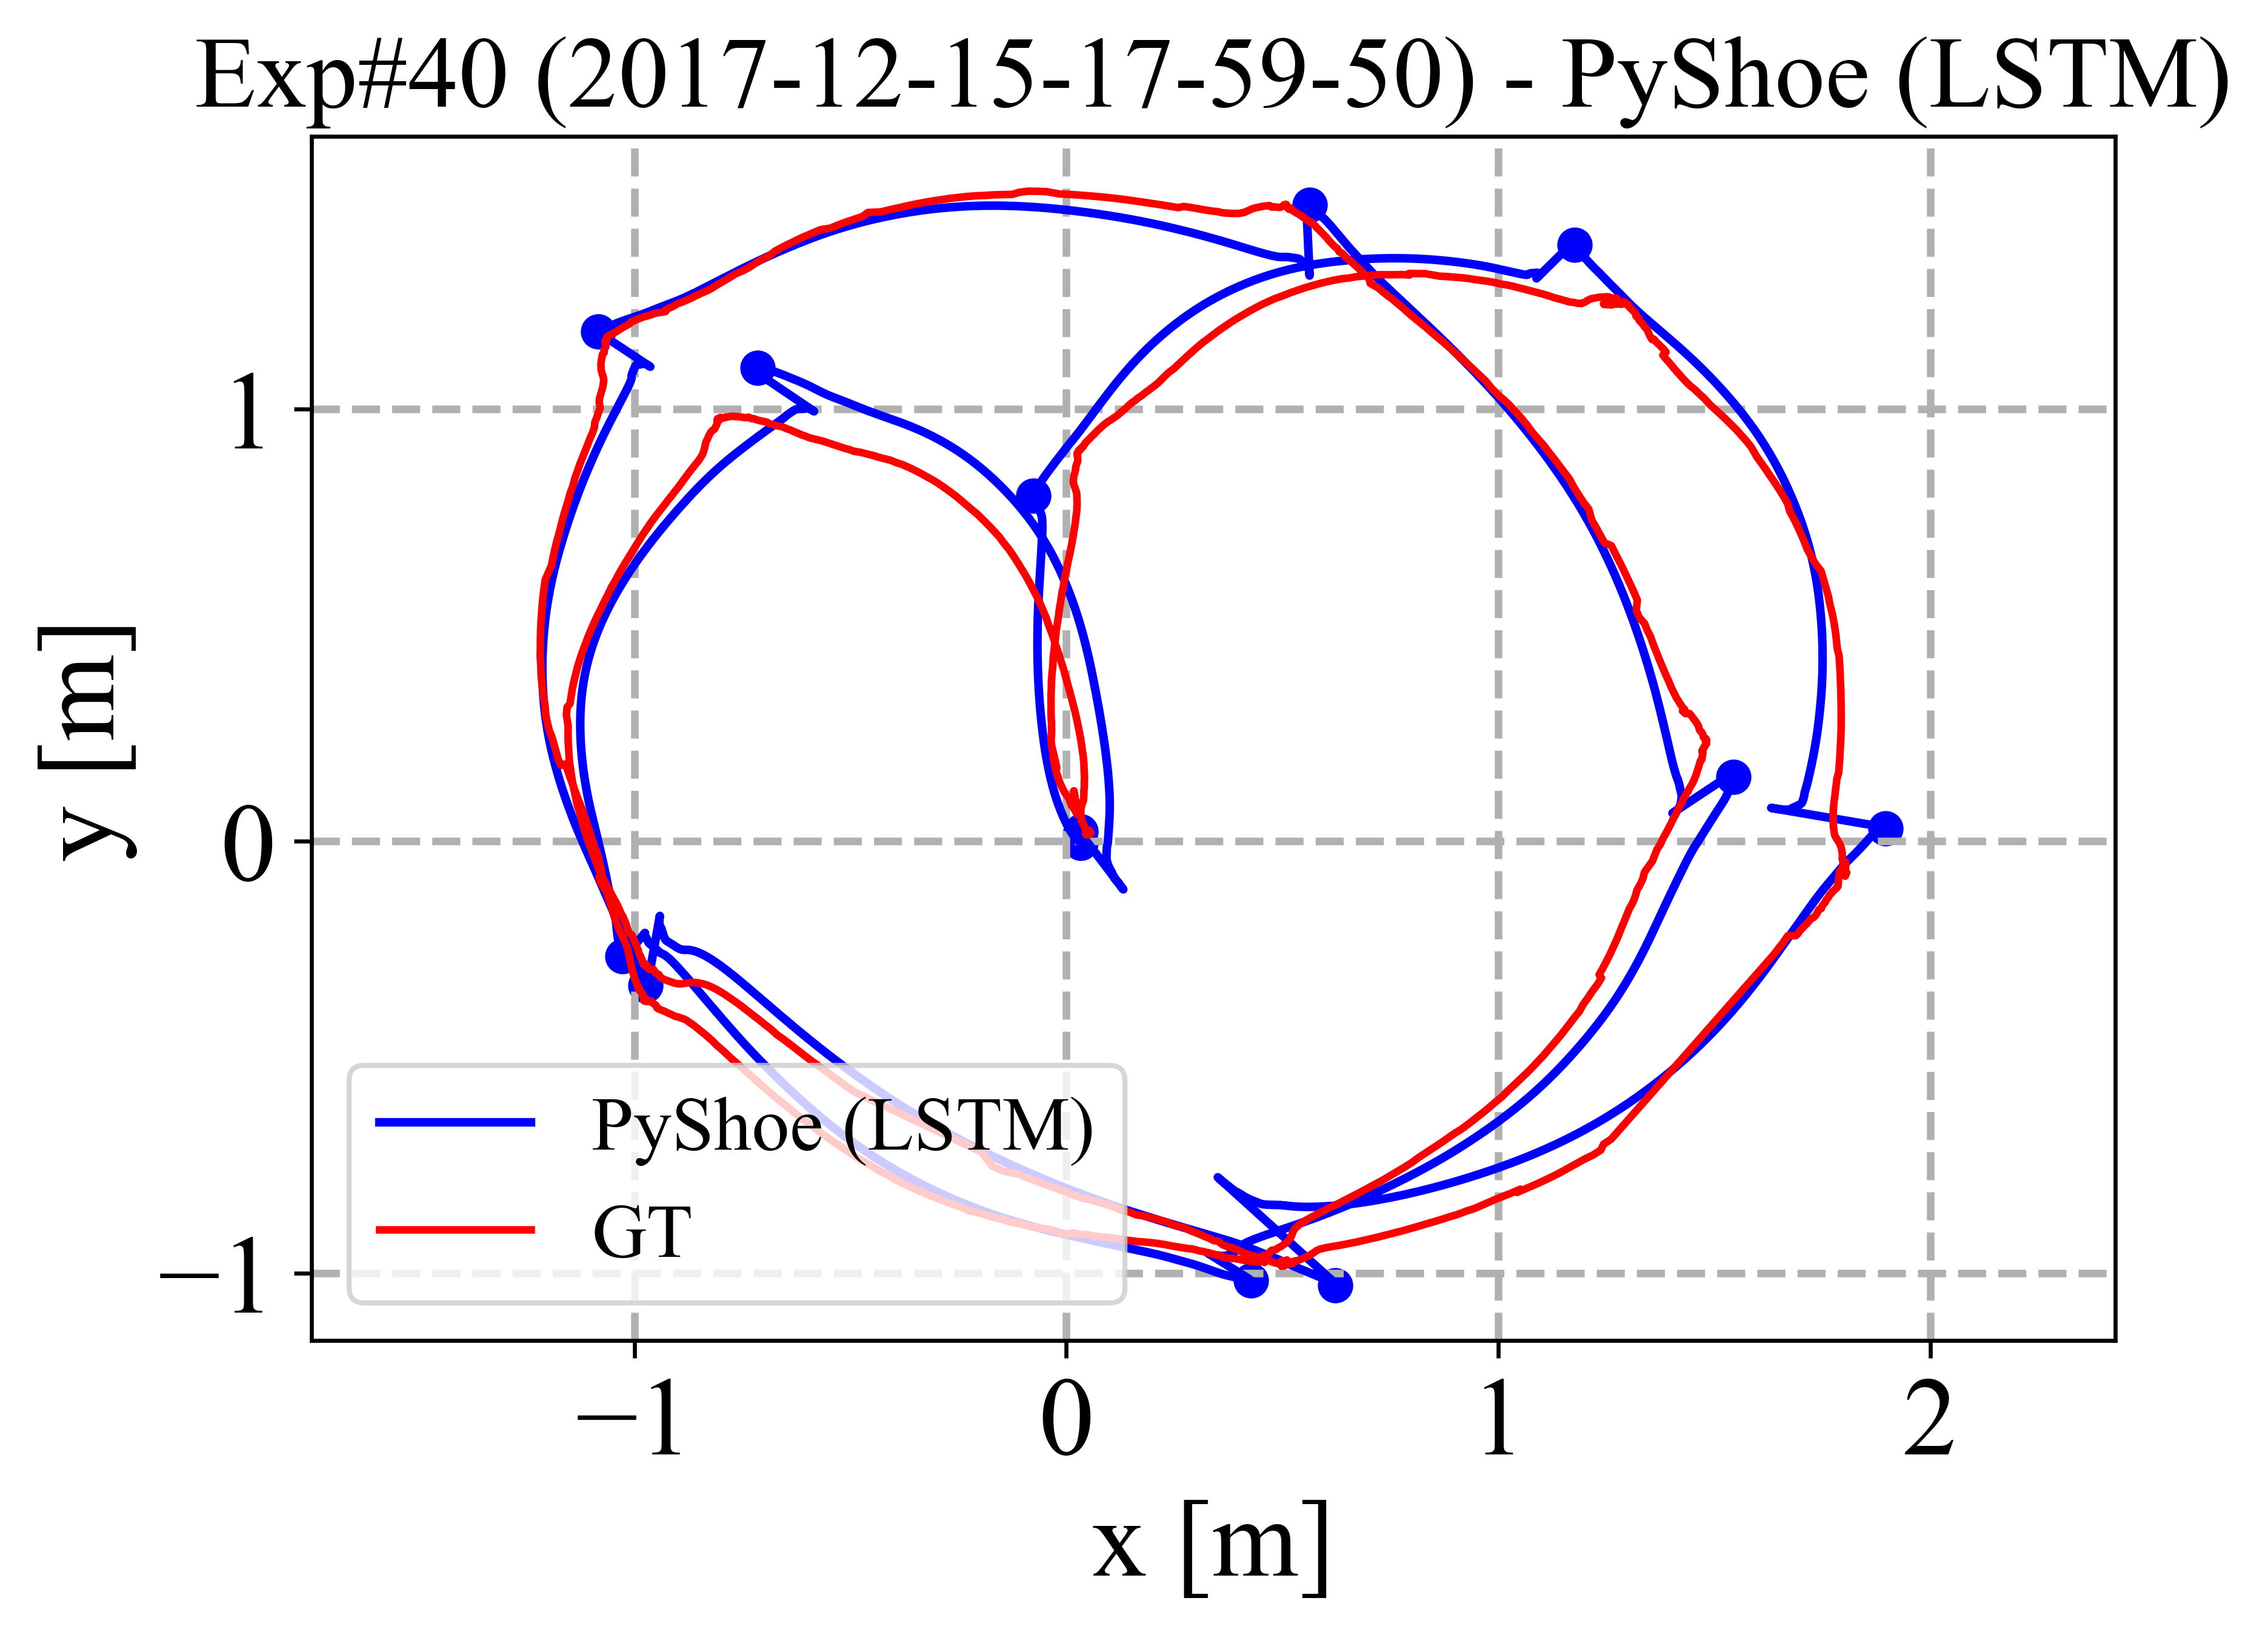 Exp#40 (2017-12-15-17-59-50) - PyShoe (LSTM)
y [m]
1
0
−1
PyShoe (LSTM)
GT
−1 0 1 2
x [m]